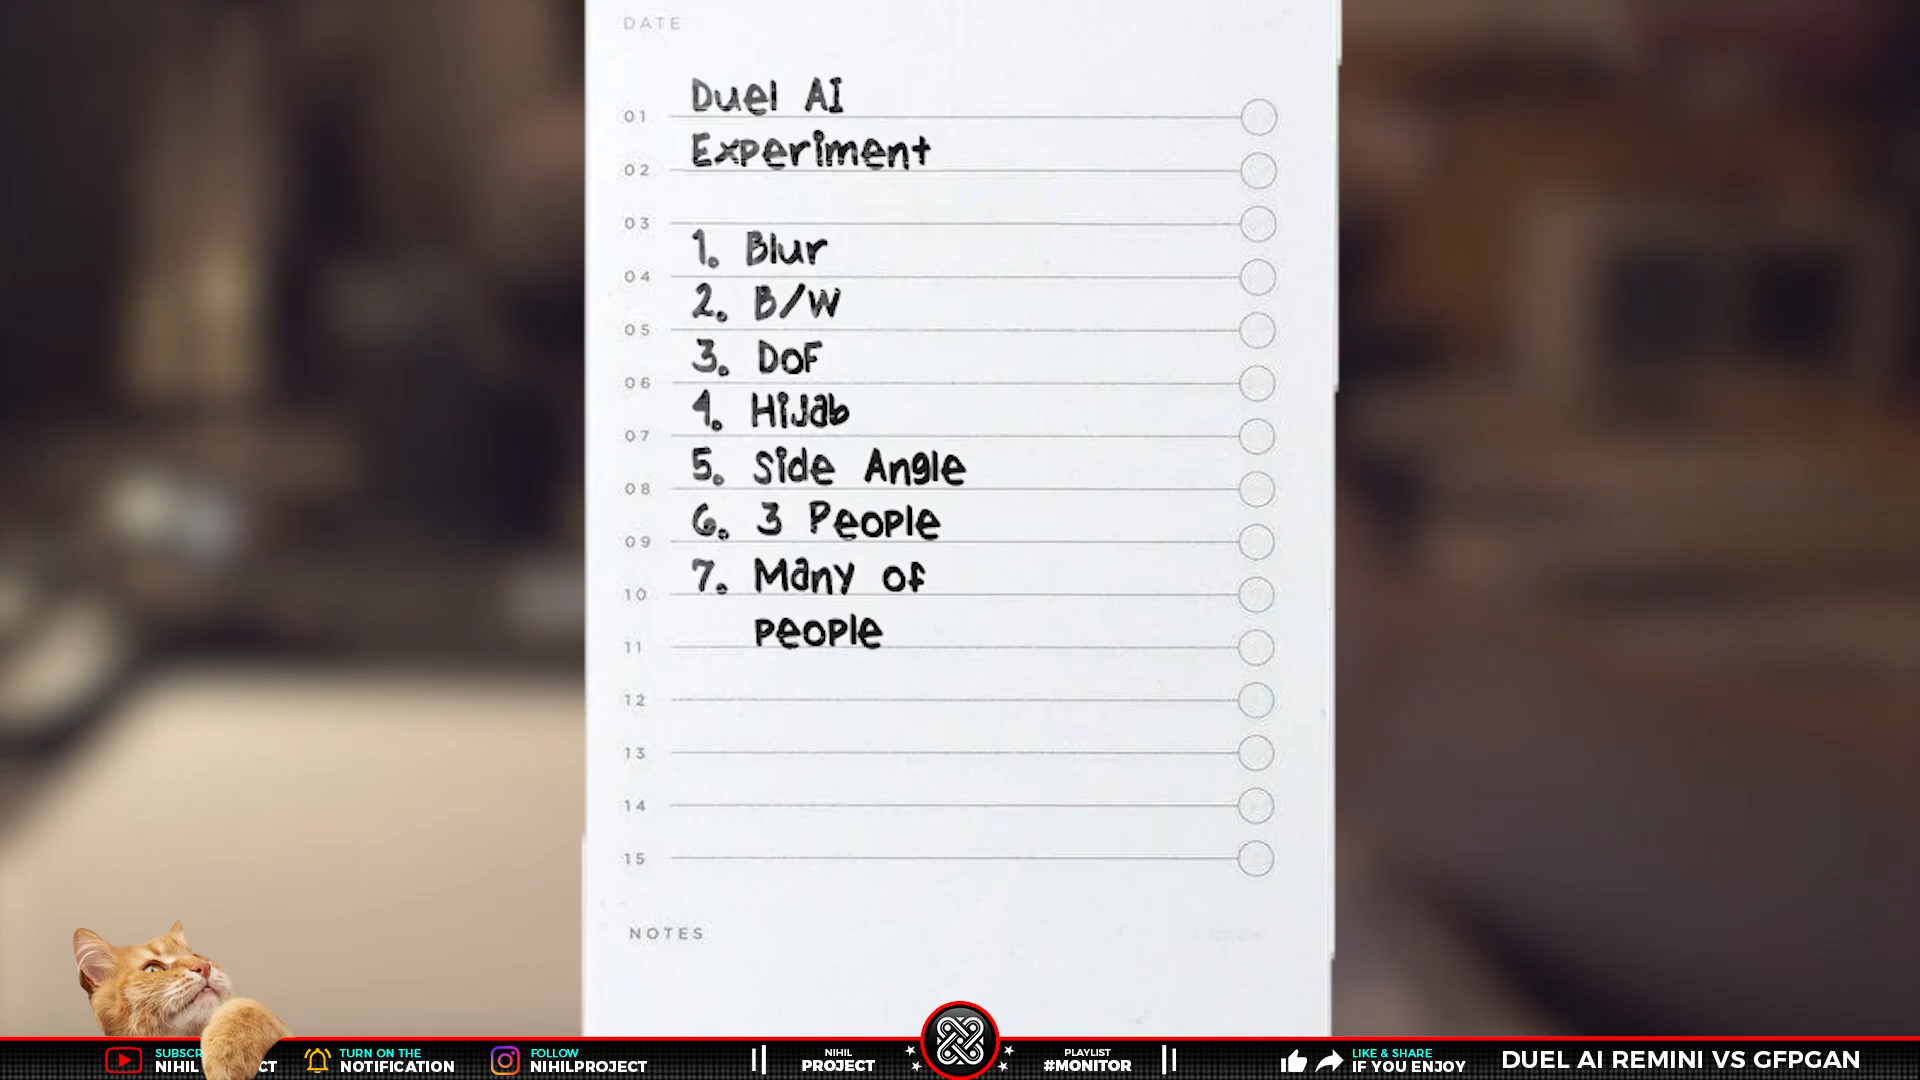 DATE
01 Duel AI
02 Experiment
03
04 1. Blur
05 2. B/W
06 3. DoF
07 4. HiJab
08 5. Side Angle
09 6. 3 People
10 7. Many of
11 people
12
13
14
15
NOTES
SUBSCR
NIHIL CT
TURN ON THE
NOTIFICATION
FOLLOW
NIHILPROJECT
NIHIL
PROJECT
PLAYLIST
#MONITOR
LIKE & SHARE
IF YOU ENJOY
DUEL AI REMINI VS GFPGAN